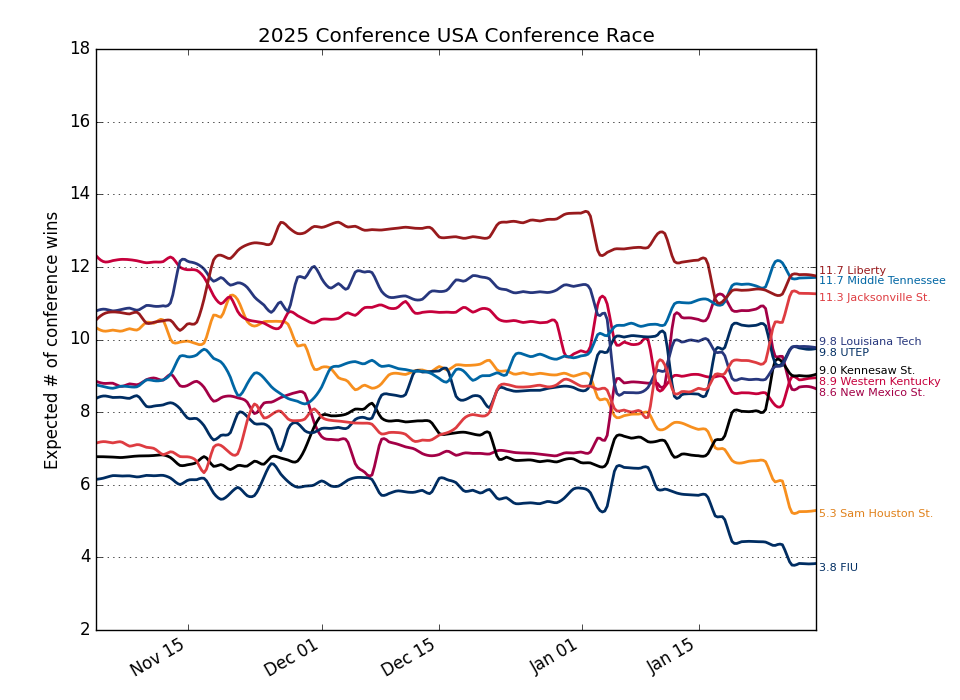 2025 Conference USA Conference Race
18
16
14
12
10
8
6
4
2
Expected # of conference wins
Nov 15
Dec 01
Dec 15
Jan 01
Jan 15
11.7 Liberty
11.7 Middle Tennessee
11.3 Jacksonville St.
9.8 Louisiana Tech
9.8 UTEP
9.0 Kennesaw St.
8.9 Western Kentucky
8.6 New Mexico St.
5.3 Sam Houston St.
3.8 FIU